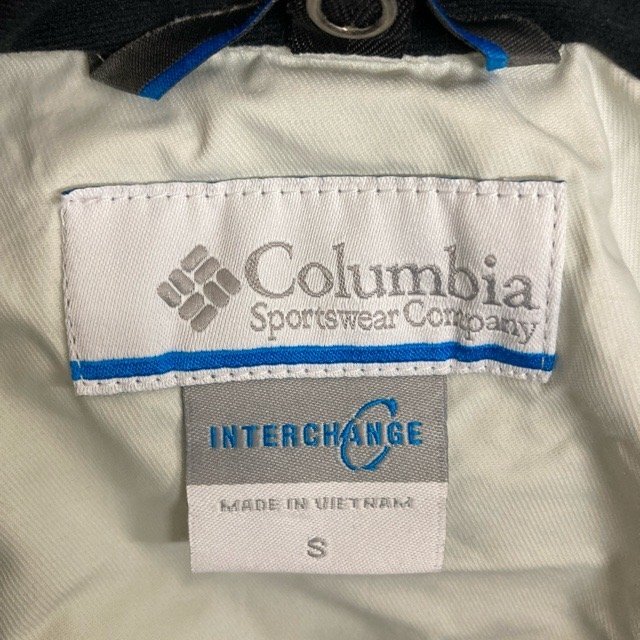 Columbia
Sportswear Company
INTERCHANGE
MADE IN VIETNAM
S